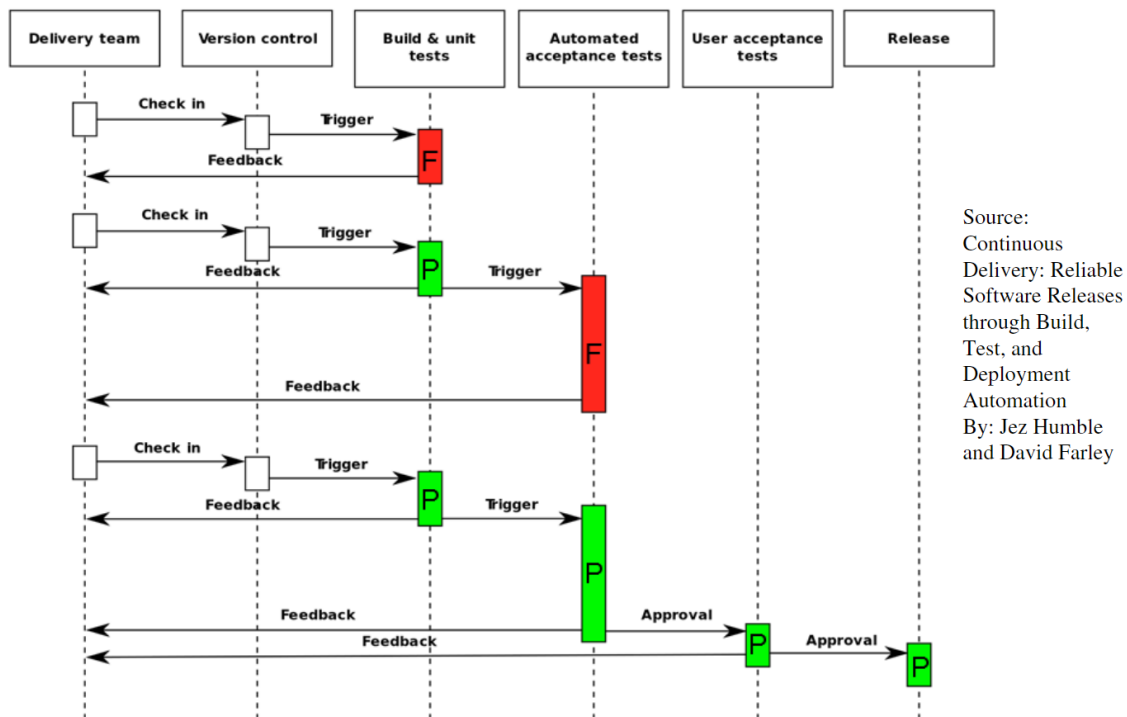 Delivery team
Version control
Build & unit
tests
Automated
acceptance tests
User acceptance
tests
Release
Check in
Trigger
F
Feedback
Check in
Trigger
P
Feedback
Trigger
F
Feedback
Check in
Trigger
P
Feedback
Trigger
P
Feedback
Approval
P
Feedback
Approval
P
Source:
Continuous
Delivery: Reliable
Software Releases
through Build,
Test, and
Deployment
Automation
By: Jez Humble
and David Farley